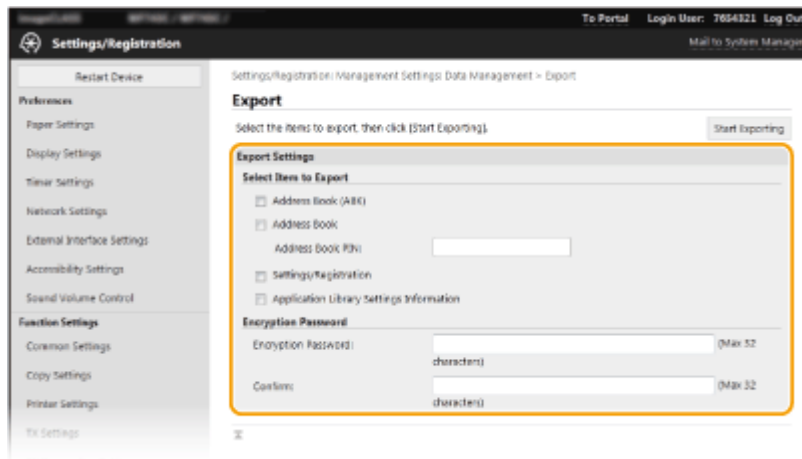 To Portal Login User: 7654321 Log Ou
Settings/Registration
Mail to System Manager
Restart Device
Preferences
Paper Settings
Display Settings
Timer Settings
Network Settings
External Interface Settings
Accessibility Settings
Sound Volume Control
Function Settings
Common Settings
Copy Settings
Printer Settings
TX Settings
Settings/Registration: Management Settings: Data Management > Export
Export
Select the items to export, then click [Start Exporting].
Start Exporting
Export Settings
Select Item to Export
Address Book (ABK)
Address Book
Address Book PIN:
Settings/Registration
Application Library Settings Information
Encryption Password
Encryption Password:
(Max 32
characters)
Confirm:
(Max 32
characters)